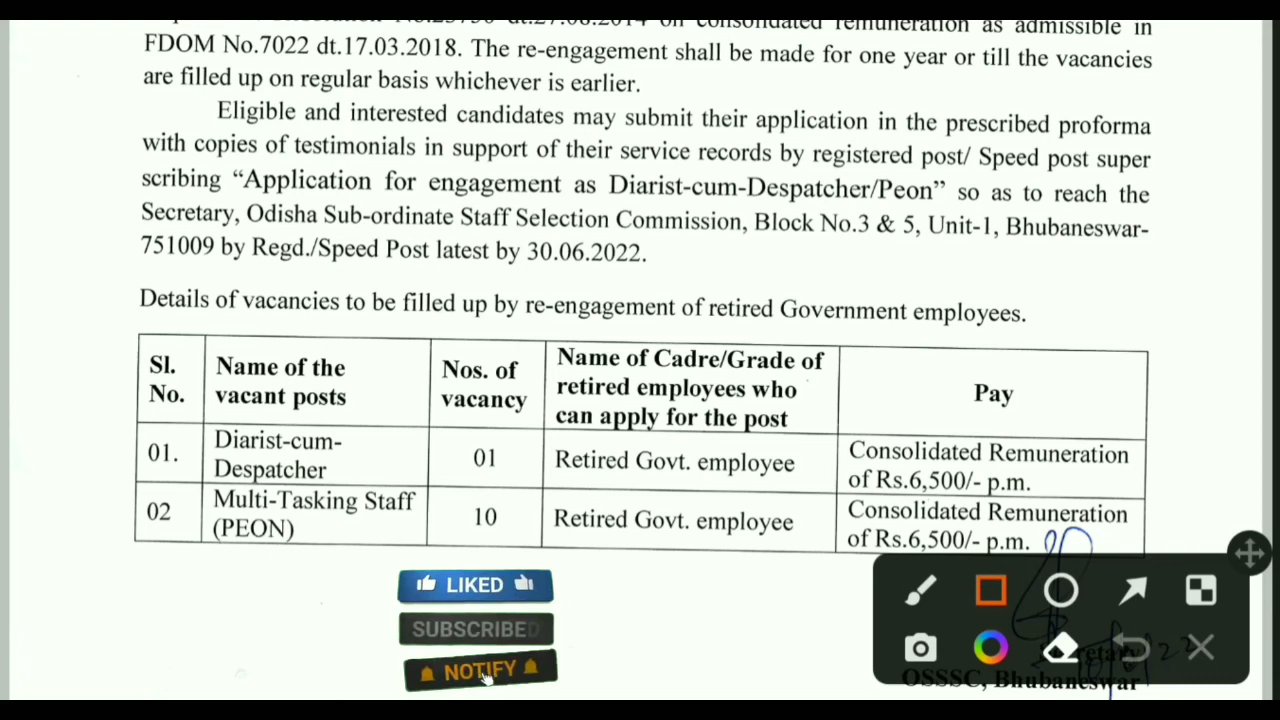 consolidated remuneration as admissible in
FDOM No.7022 dt.17.03.2018. The re-engagement shall be made for one year or till the vacancies
are filled up on regular basis whichever is earlier.
Eligible and interested candidates may submit their application in the prescribed proforma
with copies of testimonials in support of their service records by registered post/ Speed post super
scribing “Application for engagement as Diarist-cum-Despatcher/Peon” so as to reach the
Secretary, Odisha Sub-ordinate Staff Selection Commission, Block No.3 & 5, Unit-1, Bhubaneswar-
751009 by Regd./Speed Post latest by 30.06.2022.
Details of vacancies to be filled up by re-engagement of retired Government employees.
Sl. No. Name of the vacant posts Nos. of vacancy Name of Cadre/Grade of retired employees who can apply for the post Pay
01. Diarist-cum-Despatcher 01 Retired Govt. employee Consolidated Remuneration of Rs.6,500/- p.m.
02 Multi-Tasking Staff (PEON) 10 Retired Govt. employee Consolidated Remuneration of Rs.6,500/- p.m.
LIKED
SUBSCRIBED
NOTIFY
Secretary
OSSSC, Bhubaneswar